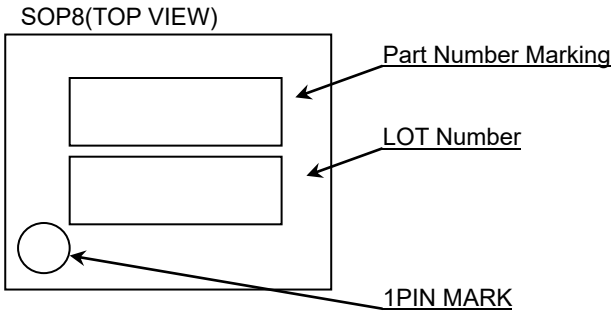 SOP8(TOP VIEW)
Part Number Marking
LOT Number
1PIN MARK